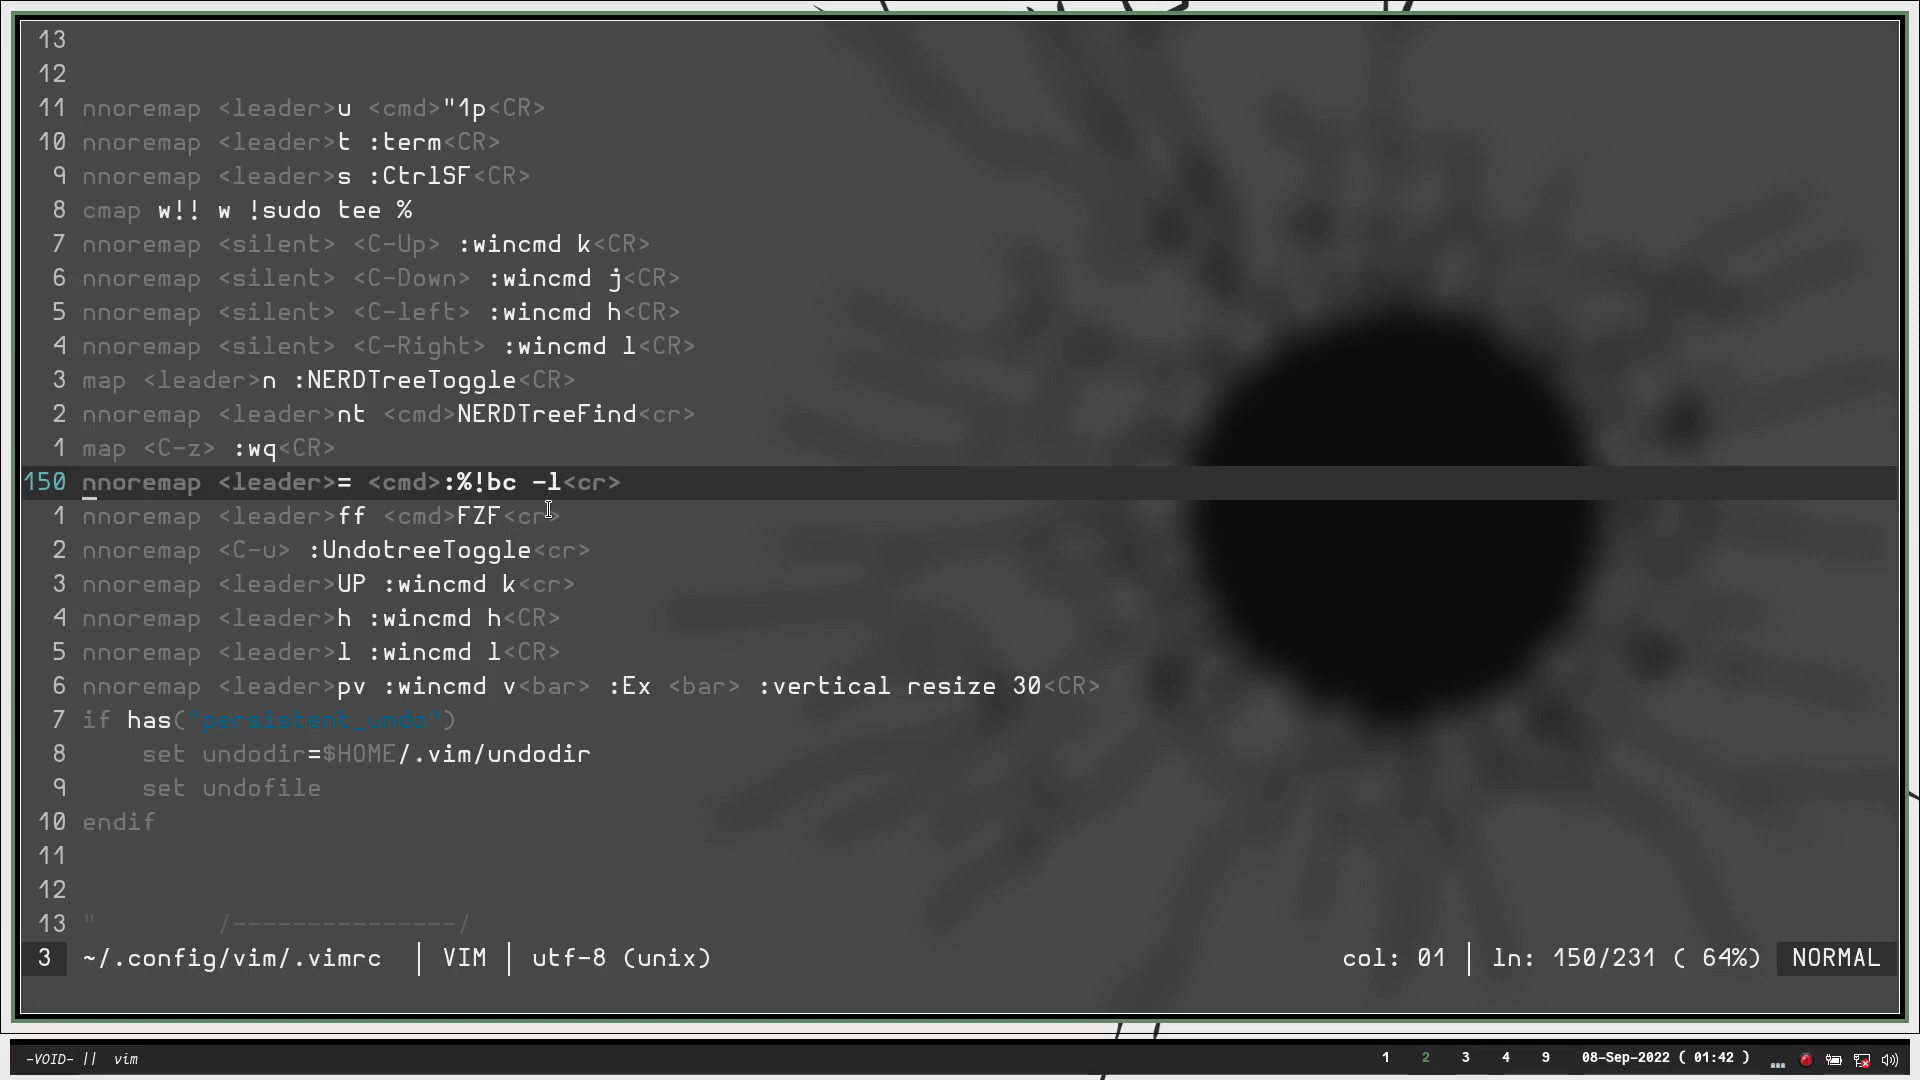 13
12
11 nnoremap <leader>u <cmd>"1p<CR>
10 nnoremap <leader>t :term<CR>
9 nnoremap <leader>s :CtrlSF<CR>
8 cmap w!! w !sudo tee %
7 nnoremap <silent> <C-Up> :wincmd k<CR>
6 nnoremap <silent> <C-Down> :wincmd j<CR>
5 nnoremap <silent> <C-left> :wincmd h<CR>
4 nnoremap <silent> <C-Right> :wincmd l<CR>
3 map <leader>n :NERDTreeToggle<CR>
2 nnoremap <leader>nt <cmd>NERDTreeFind<cr>
1 map <C-z> :wq<CR>
150 nnoremap <leader>= <cmd>:%!bc -l<cr>
1 nnoremap <leader>ff <cmd>FZF<cr>
2 nnoremap <C-u> :UndotreeToggle<cr>
3 nnoremap <leader>UP :wincmd k<cr>
4 nnoremap <leader>h :wincmd h<CR>
5 nnoremap <leader>l :wincmd l<CR>
6 nnoremap <leader>pv :wincmd v<bar> :Ex <bar> :vertical resize 30<CR>
7 if has("persistent_undo")
8     set undodir=$HOME/.vim/undodir
9     set undofile
10 endif
11
12
13 "        /---------------/
3 ~/.config/vim/.vimrc | VIM | utf-8 (unix) col: 01 | ln: 150/231 ( 64%) NORMAL
-VOID- || vim 1 2 3 4 9 08-Sep-2022 ( 01:42 )